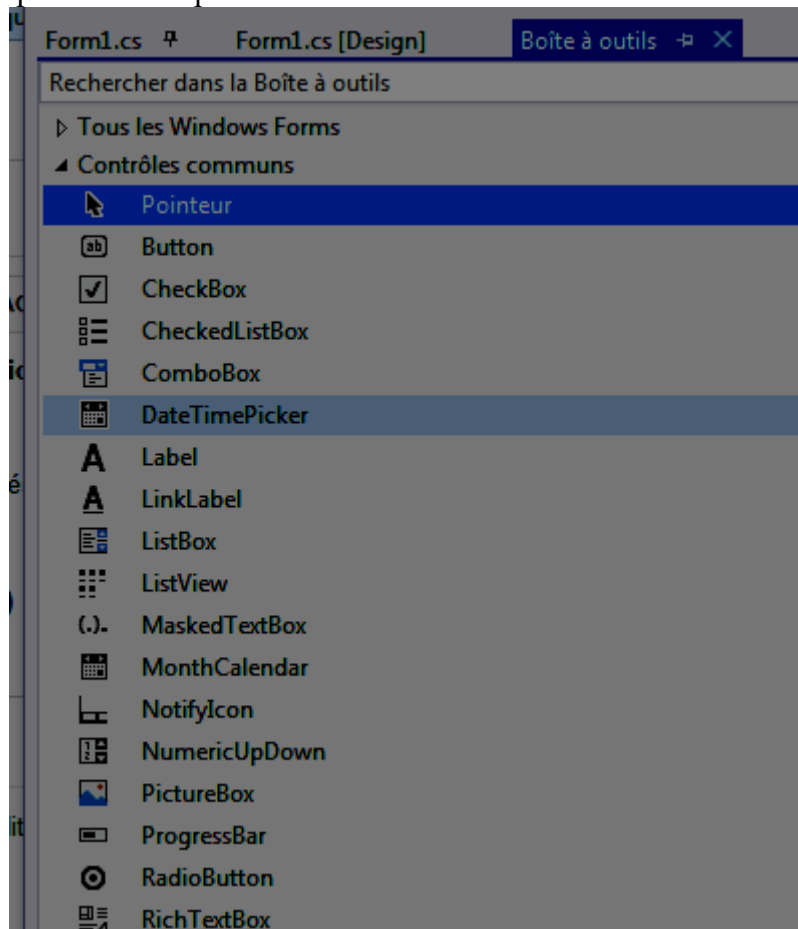 Form1.cs Form1.cs [Design] Boîte à outils
Rechercher dans la Boîte à outils
Tous les Windows Forms
Contrôles communs
Pointeur
Button
CheckBox
CheckedListBox
ComboBox
DateTimePicker
Label
LinkLabel
ListBox
ListView
MaskedTextBox
MonthCalendar
NotifyIcon
NumericUpDown
PictureBox
ProgressBar
RadioButton
RichTextBox